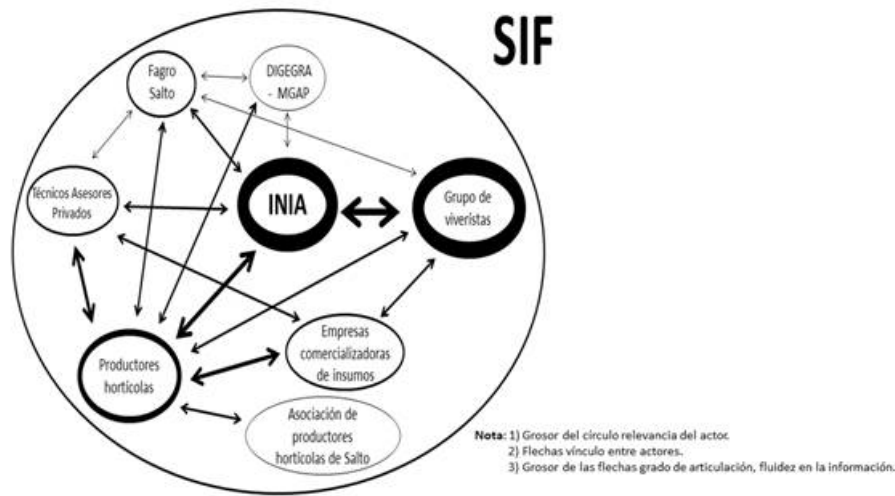 SIF
Fagro
Salto
DIGEGRA
- MGAP
Técnicos Asesores
Privados
INIA
Grupo de
viveristas
Productores
hortícolas
Empresas
comercializadoras
de insumos
Asociación de
productores
hortícolas de Salto
Nota: 1) Grosor del círculo relevancia del actor.
2) Flechas vínculo entre actores.
3) Grosor de las flechas grado de articulación, fluidez en la información.